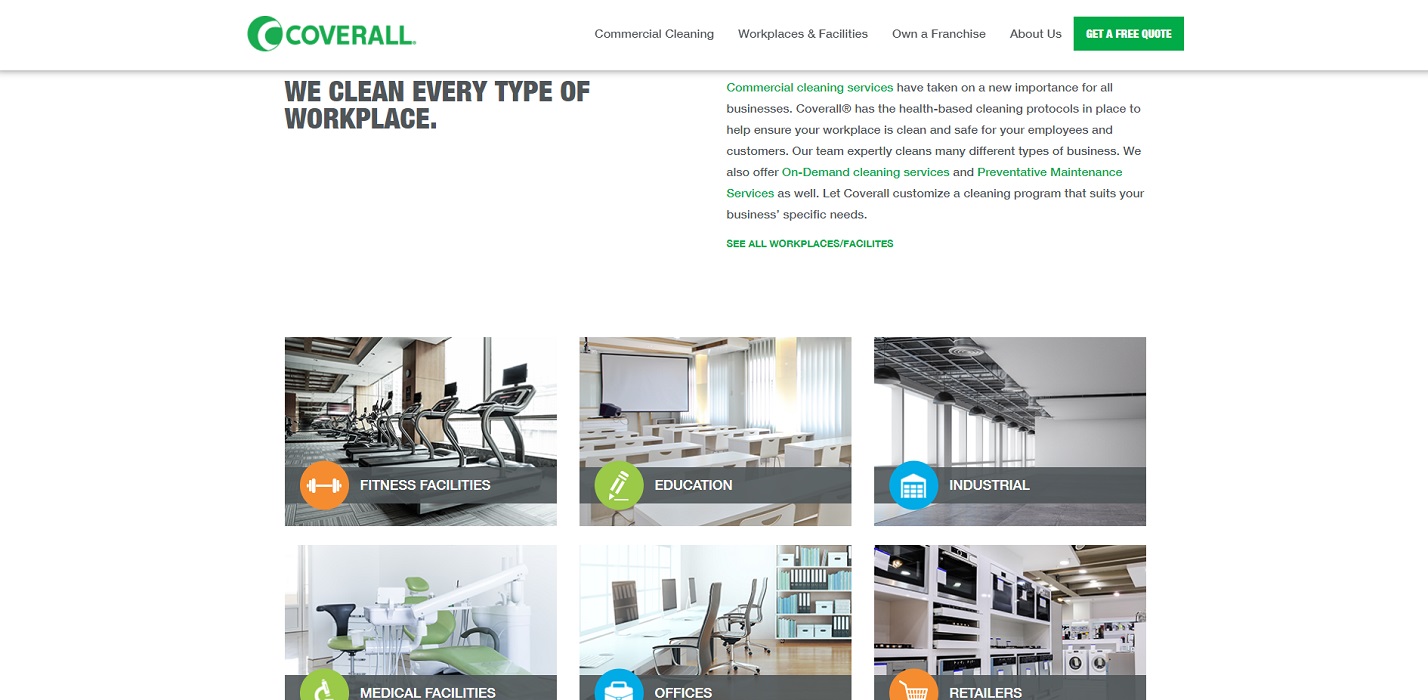 COVERALL®
Commercial Cleaning
Workplaces & Facilities
Own a Franchise
About Us
GET A FREE QUOTE
WE CLEAN EVERY TYPE OF
WORKPLACE.
Commercial cleaning services have taken on a new importance for all
businesses. Coverall® has the health-based cleaning protocols in place to
help ensure your workplace is clean and safe for your employees and
customers. Our team expertly cleans many different types of business. We
also offer On-Demand cleaning services and Preventative Maintenance
Services as well. Let Coverall customize a cleaning program that suits your
business’ specific needs.
SEE ALL WORKPLACES/FACILITES
FITNESS FACILITIES
EDUCATION
INDUSTRIAL
MEDICAL FACILITIES
OFFICES
RETAILERS